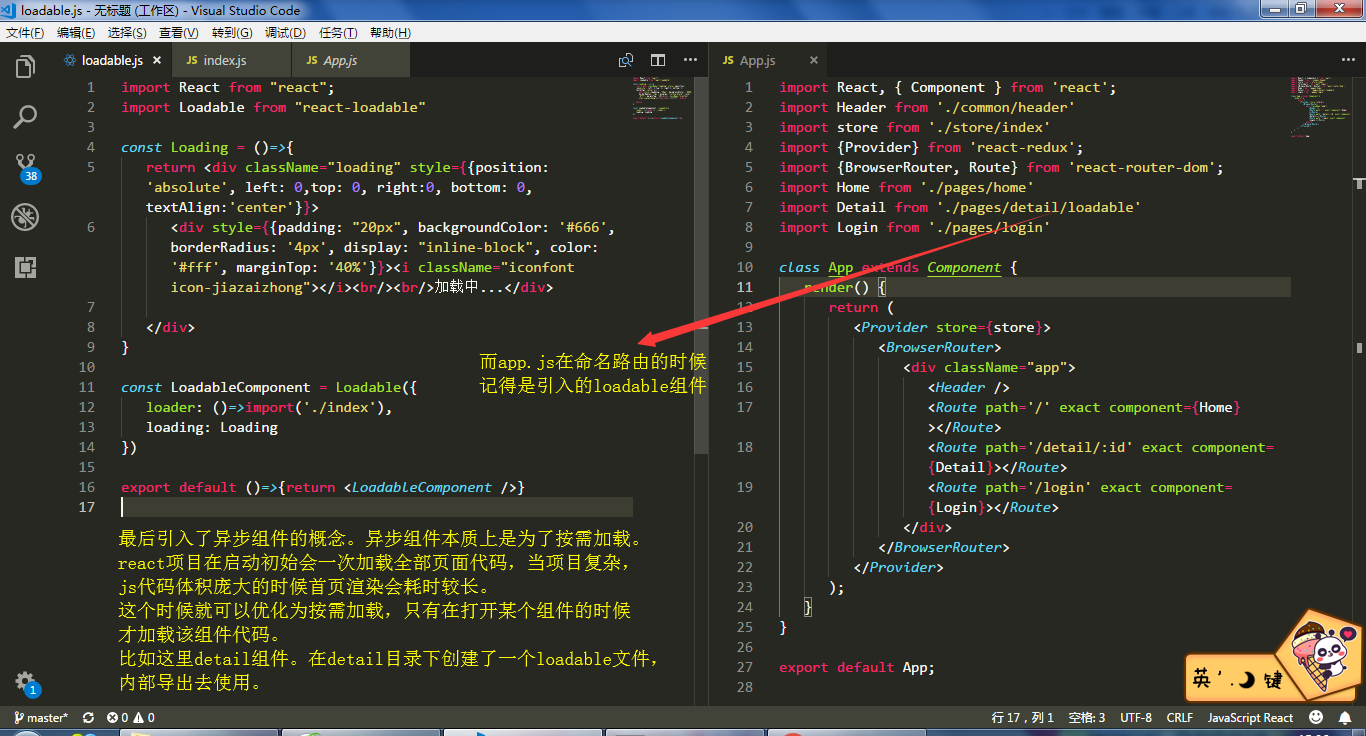 loadable.js - 无标题 (工作区) - Visual Studio Code
文件(F) 编辑(E) 选择(S) 查看(V) 转到(G) 调试(D) 任务(T) 帮助(H)
loadable.js × JS index.js JS App.js
1 import React from "react";
2 import Loadable from "react-loadable"
3
4 const Loading = ()=>{
5 return <div className="loading" style={{position:
'absolute', left: 0,top: 0, right:0, bottom: 0,
textAlign:'center'}}>
6 <div style={{padding: "20px", backgroundColor: '#666',
borderRadius: '4px', display: "inline-block", color:
'#fff', marginTop: '40%'}}><i className="iconfont
icon-jiazaizhong"></i><br/><br/>加载中...</div>
7
8 </div>
9 }
10
11 const LoadableComponent = Loadable({
12 loader: ()=>import('./index'),
13 loading: Loading
14 })
15
16 export default ()=>{return <LoadableComponent />}
17
而app.js在命名路由的时候
记得是引入的loadable组件
最后引入了异步组件的概念。异步组件本质上是为了按需加载。
react项目在启动初始会一次加载全部页面代码，当项目复杂，
js代码体积庞大的时候首页渲染会耗时较长。
这个时候就可以优化为按需加载，只有在打开某个组件的时候
才加载该组件代码。
比如这里detail组件。在detail目录下创建了一个loadable文件，
内部导出去使用。
JS App.js ×
1 import React, { Component } from 'react';
2 import Header from './common/header'
3 import store from './store/index'
4 import {Provider} from 'react-redux';
5 import {BrowserRouter, Route} from 'react-router-dom';
6 import Home from './pages/home'
7 import Detail from './pages/detail/loadable'
8 import Login from './pages/login'
9
10 class App extends Component {
11 render() {
12 return (
13 <Provider store={store}>
14 <BrowserRouter>
15 <div className="app">
16 <Header />
17 <Route path='/' exact component={Home}
></Route>
18 <Route path='/detail/:id' exact component=
{Detail}></Route>
19 <Route path='/login' exact component=
{Login}></Route>
20 </div>
21 </BrowserRouter>
22 </Provider>
23 );
24 }
25 }
26
27 export default App;
28
38
1
英 ' . 键
master* 0 0 行 17，列 1 空格: 3 UTF-8 CRLF JavaScript React